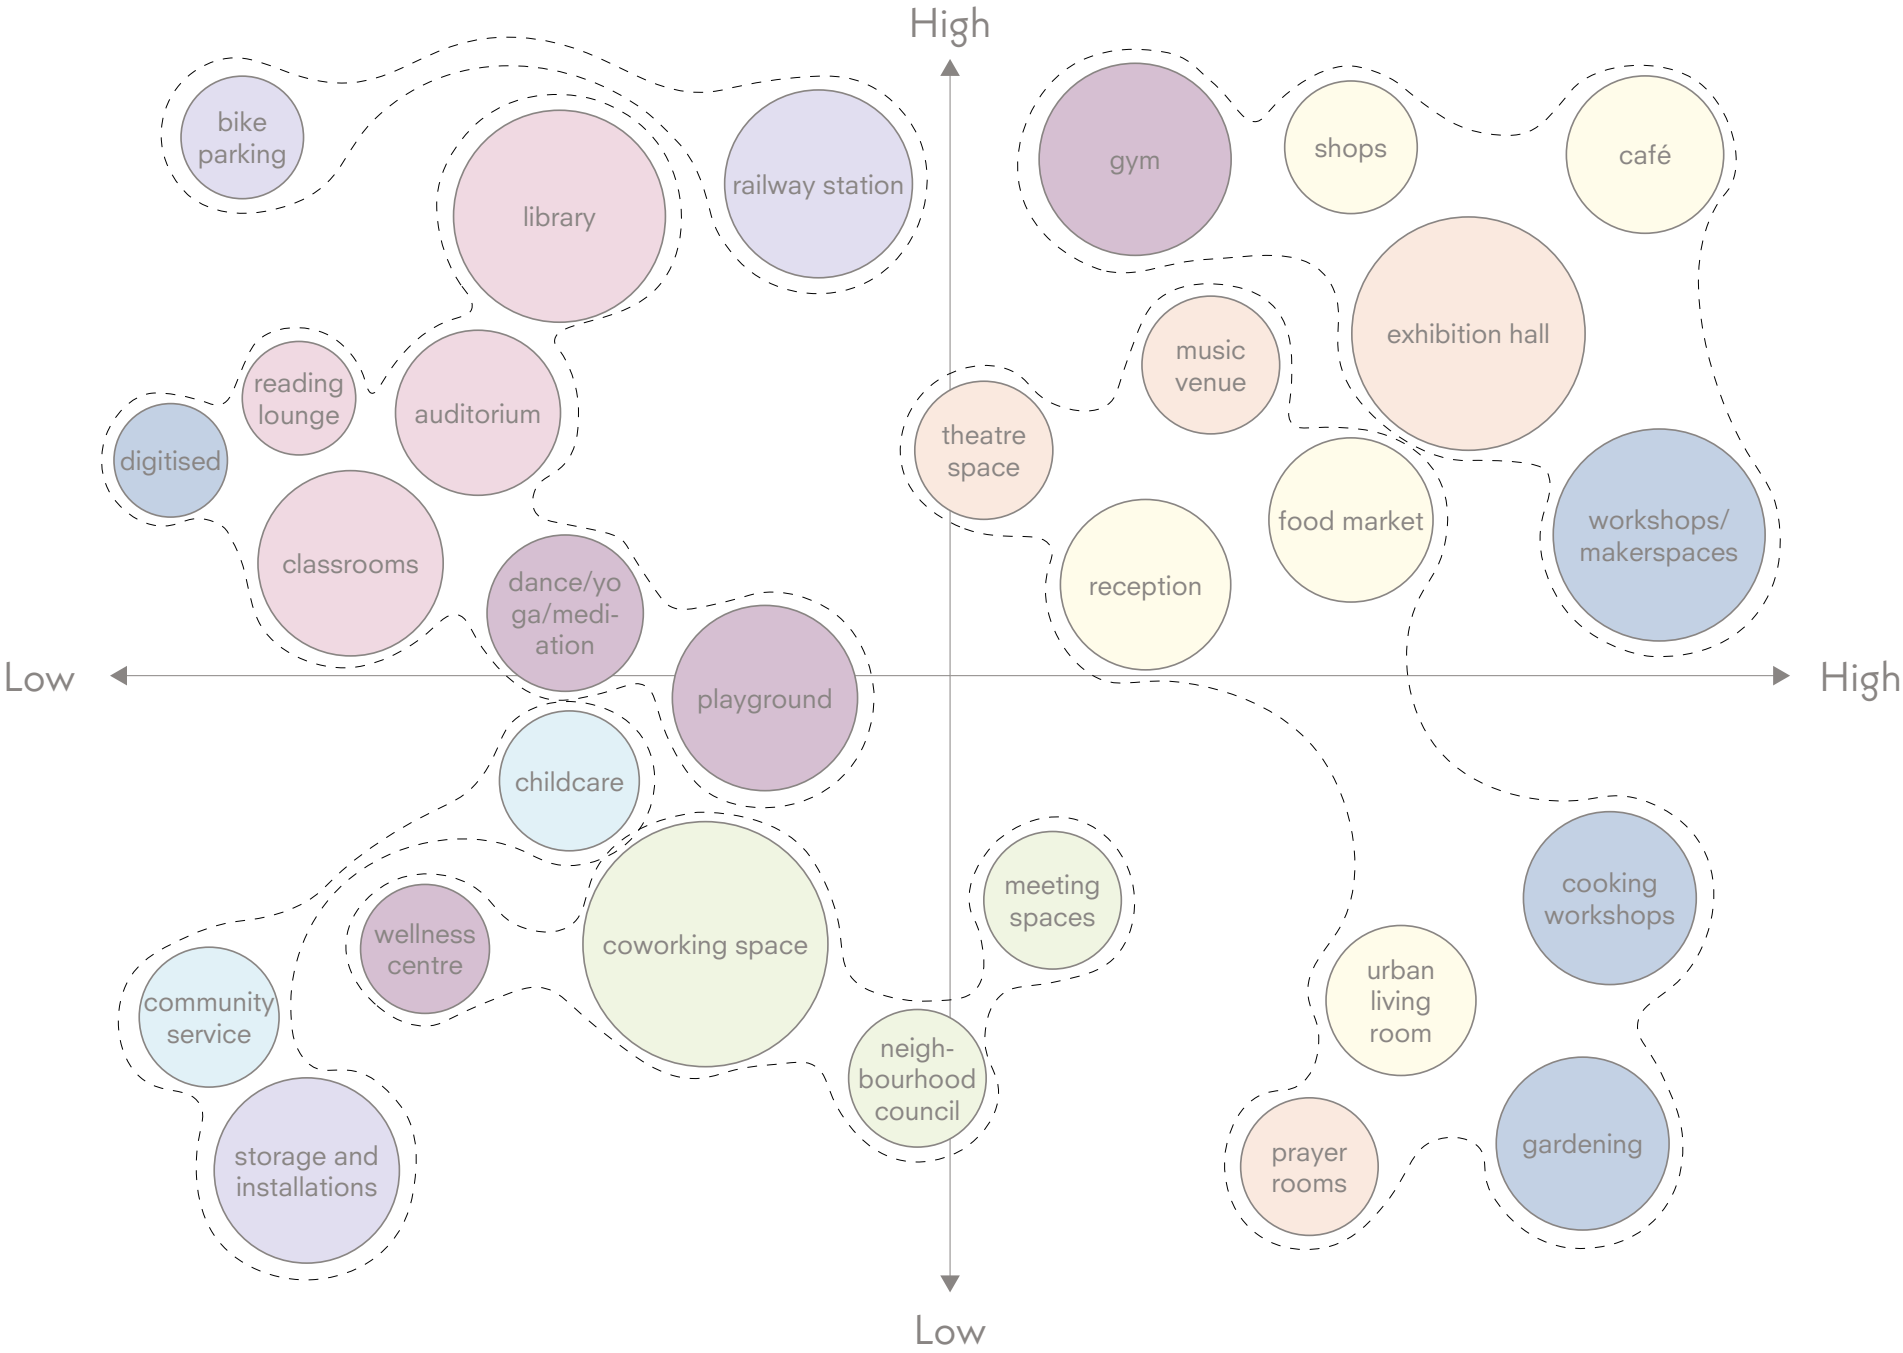 High
bike
parking
library
railway station
gym
shops
café
exhibition hall
music
venue
reading
lounge
auditorium
digitised
theatre
space
classrooms
dance/yo
ga/medi-
ation
food market
reception
workshops/
makerspaces
Low
High
playground
childcare
wellness
centre
coworking space
meeting
spaces
cooking
workshops
urban
living
room
community
service
neigh-
bourhood
council
storage and
installations
prayer
rooms
gardening
Low